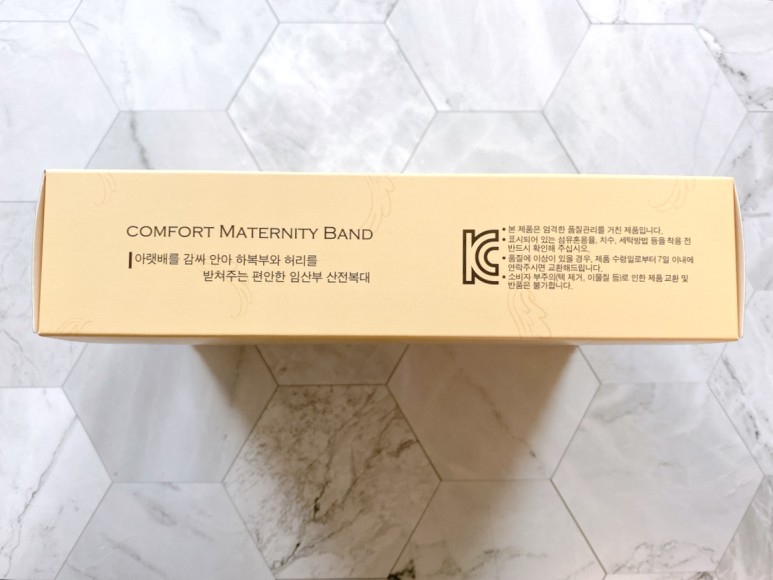 COMFORT MATERNITY BAND
아랫배를 감싸 안아 하복부와 허리를
받쳐주는 편안한 임산부 산전복대
• 본 제품은 엄격한 품질관리를 거친 제품입니다.
• 표시되어 있는 섬유혼용율, 치수, 세탁방법 등을 착용 전
반드시 확인해 주십시오.
• 품질에 이상이 있을 경우, 제품 수령일로부터 7일 이내에
연락주시면 교환해드립니다.
• 소비자 부주의(텍 제거, 이물질 등)로 인한 제품 교환 및
반품은 불가합니다.